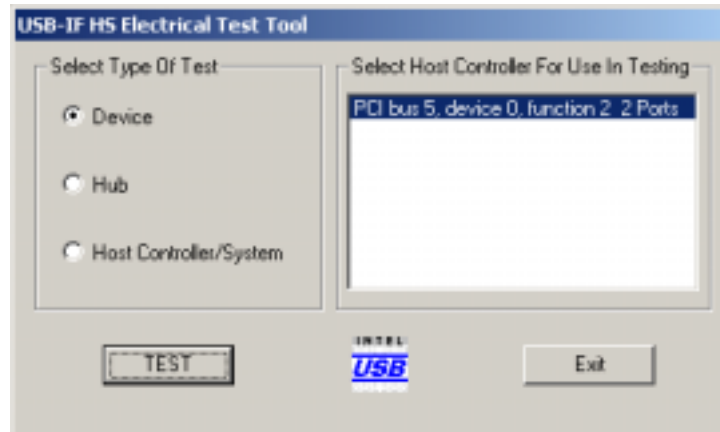 USB-IF HS Electrical Test Tool
Select Type Of Test
Device
Hub
Host Controller/System
Select Host Controller For Use In Testing
PCI bus 5, device 0, function 2 2 Ports
TEST
INTEL
USB
Exit